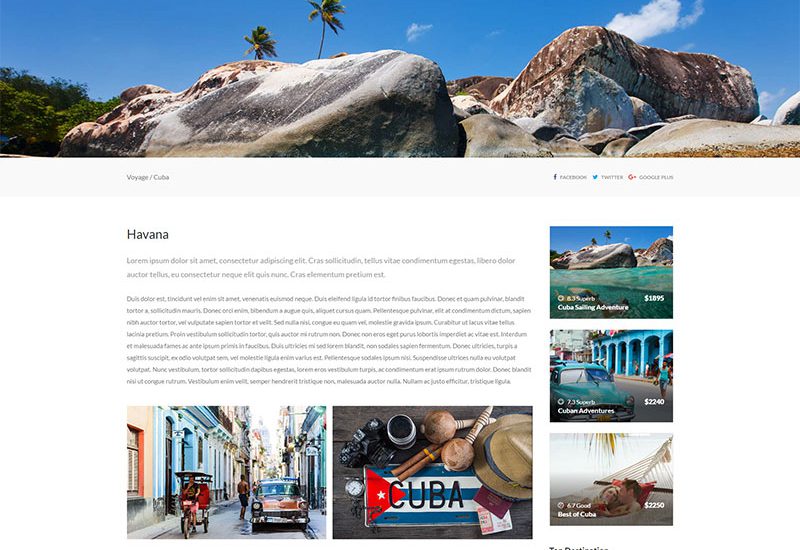 Voyage / Cuba
FACEBOOK TWITTER GOOGLE PLUS
Havana
Lorem ipsum dolor sit amet, consectetur adipiscing elit. Cras sollicitudin, tellus vitae condimentum egestas, libero dolor
auctor tellus, eu consectetur neque elit quis nunc. Cras elementum pretium est.
Duis dolor est, tincidunt vel enim sit amet, venenatis euismod neque. Duis eleifend ligula id tortor finibus faucibus. Donec et quam pulvinar, blandit
tortor a, sollicitudin mauris. Donec orci enim, bibendum a augue quis, aliquet cursus quam. Pellentesque pulvinar, elit at condimentum dictum, sapien
nibh auctor tortor, vel vulputate sapien tortor et velit. Sed nulla nisi, congue eu quam vel, molestie gravida ipsum. Curabitur ut lacus vitae tellus
lacinia pretium. Proin vestibulum sollicitudin tortor, quis auctor mi rutrum non. Donec non eros eget purus lobortis imperdiet ac vitae est. Interdum
et malesuada fames ac ante ipsum primis in faucibus. Duis ultricies mi sed lorem blandit, non sodales sapien fermentum. Donec ultricies, turpis a
sagittis suscipit, ex odio volutpat sem, vel molestie ligula enim varius est. Pellentesque sodales ipsum nisi. Suspendisse ultrices nulla eu volutpat
volutpat. Nunc vestibulum, tortor sollicitudin dapibus egestas, lorem eros vestibulum turpis, ac condimentum erat ipsum rutrum dolor. Donec blandit
nisi ut congue rutrum. Vestibulum enim velit, semper hendrerit tristique non, malesuada auctor nulla. Nullam ac justo efficitur, tristique ligula.
CUBA
8.3 Superb $1895
Cuba Sailing Adventure
7.3 Superb $2240
Cuban Adventures
6.7 Good $2250
Best of Cuba
Top Destination